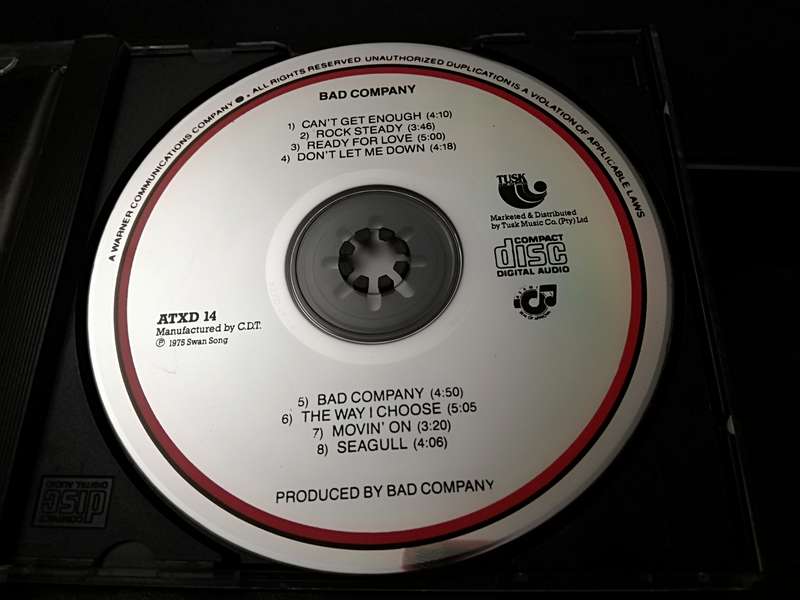 A WARNER COMMUNICATIONS COMPANY • ALL RIGHTS RESERVED UNAUTHORIZED DUPLICATION IS A VIOLATION OF APPLICABLE LAWS
BAD COMPANY
1) CAN'T GET ENOUGH (4:10)
2) ROCK STEADY (3:46)
3) READY FOR LOVE (5:00)
4) DON'T LET ME DOWN (4:18)
TUSK
Marketed & Distributed
by Tusk Music Co. (Pty) Ltd
COMPACT
disc
DIGITAL AUDIO
ATXD 14
Manufactured by C.D.T.
℗ 1975 Swan Song
5) BAD COMPANY (4:50)
6) THE WAY I CHOOSE (5:05
7) MOVIN' ON (3:20)
8) SEAGULL (4:06)
PRODUCED BY BAD COMPANY
COMPACT
disc
DIGITAL AUDIO